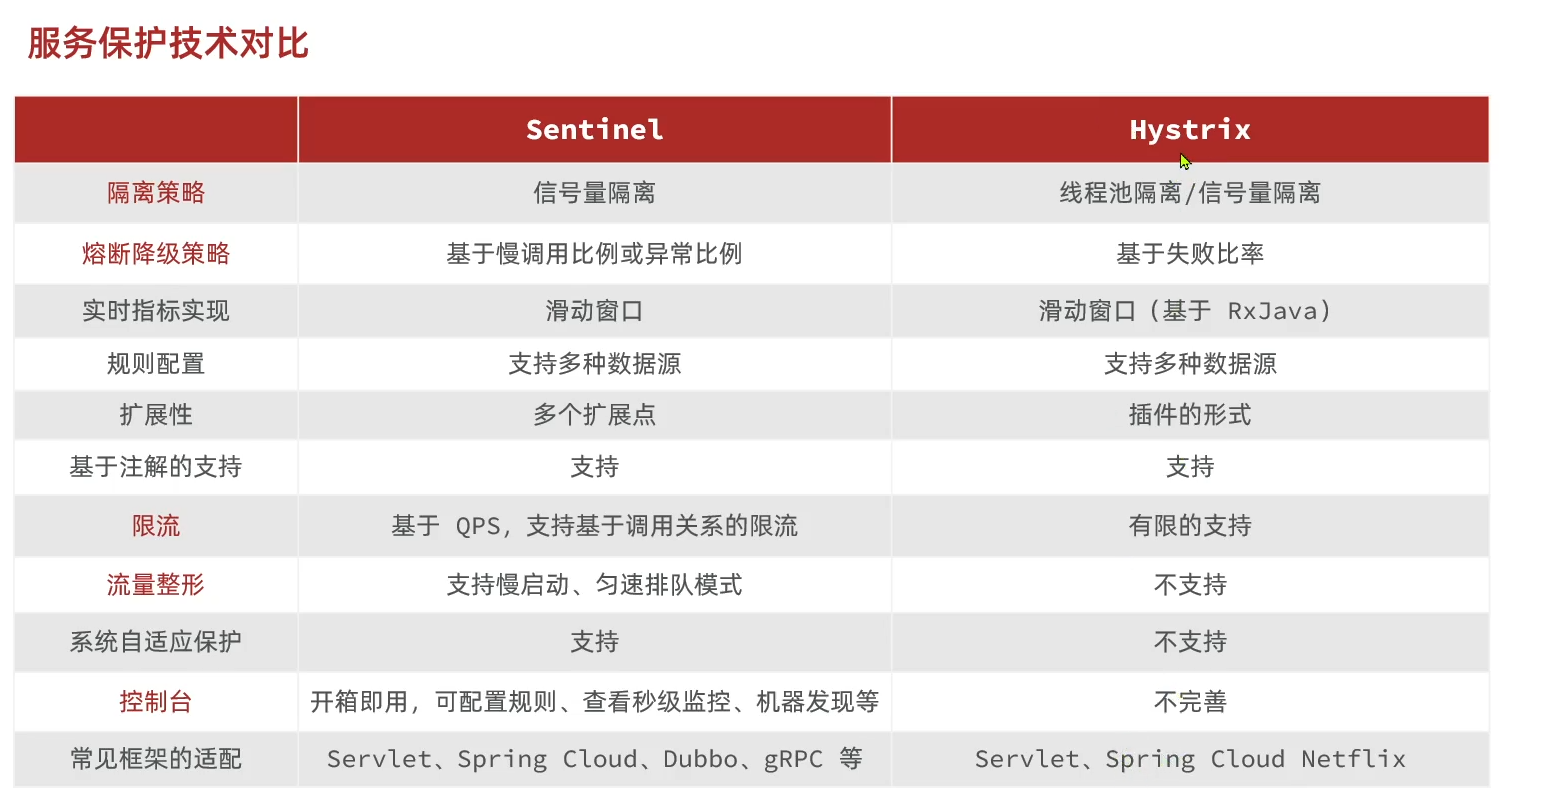 服务保护技术对比
Sentinel Hystrix
隔离策略 信号量隔离 线程池隔离/信号量隔离
熔断降级策略 基于慢调用比例或异常比例 基于失败比率
实时指标实现 滑动窗口 滑动窗口（基于 RxJava）
规则配置 支持多种数据源 支持多种数据源
扩展性 多个扩展点 插件的形式
基于注解的支持 支持 支持
限流 基于 QPS，支持基于调用关系的限流 有限的支持
流量整形 支持慢启动、匀速排队模式 不支持
系统自适应保护 支持 不支持
控制台 开箱即用，可配置规则、查看秒级监控、机器发现等 不完善
常见框架的适配 Servlet、Spring Cloud、Dubbo、gRPC 等 Servlet、Spring Cloud Netflix